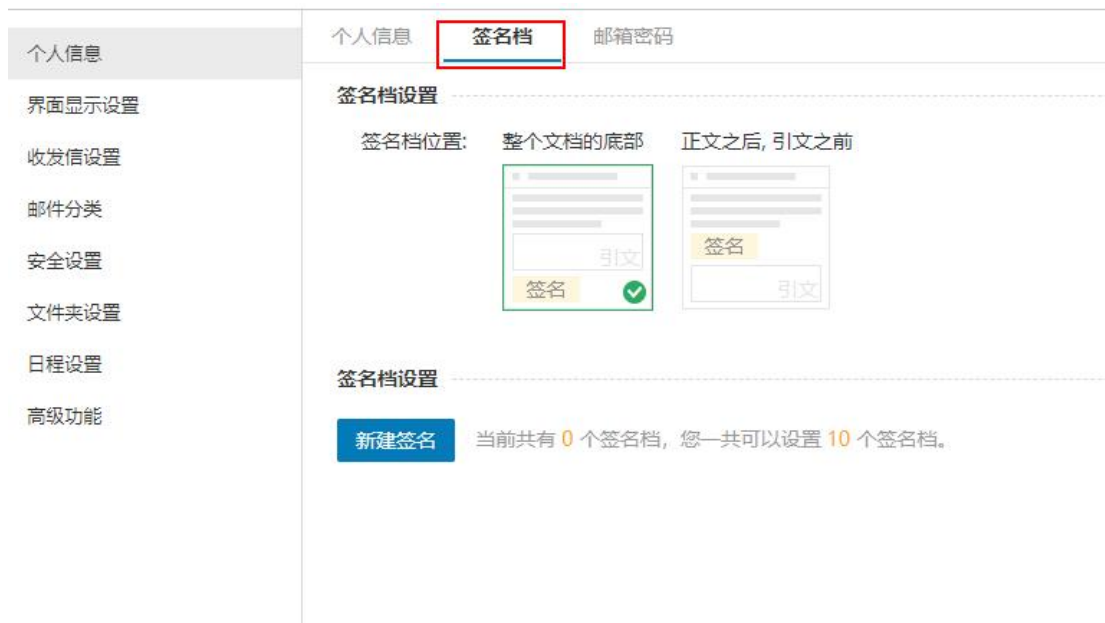 个人信息
界面显示设置
收发信设置
邮件分类
安全设置
文件夹设置
日程设置
高级功能
个人信息 签名档 邮箱密码
签名档设置
签名档位置: 整个文档的底部 正文之后, 引文之前
引文
签名
签名
引文
签名档设置
新建签名 当前共有 0 个签名档，您一共可以设置 10 个签名档。